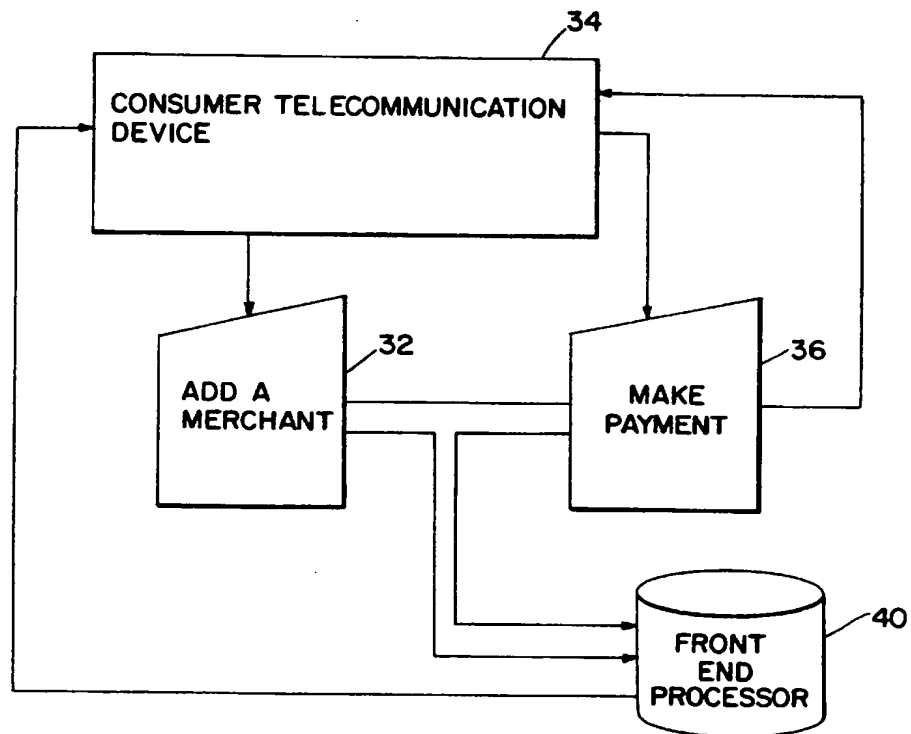 34
CONSUMER TELECOMMUNICATION
DEVICE
32
ADD A
MERCHANT
36
MAKE
PAYMENT
40
FRONT
END
PROCESSOR